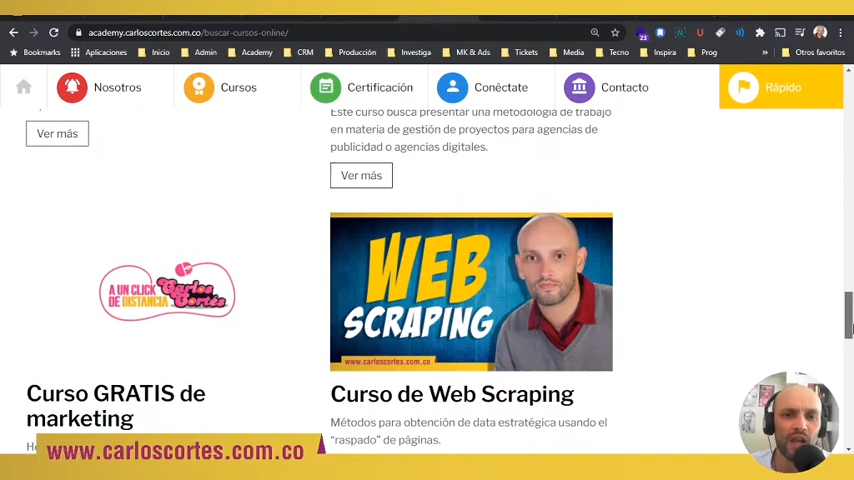 academy.carloscortes.com.co/buscar-cursos-online/
23
Bookmarks Aplicaciones Inicio Admin Academy CRM Producción Investiga MK & Ads Tickets Media Tecno Inspira Prog » Otros favoritos
Nosotros Cursos Certificación Conéctate Contacto Rápido
Este curso busca presentar una metodología de trabajo
en materia de gestión de proyectos para agencias de
publicidad o agencias digitales.
Ver más
Ver más
A UN CLICK
DE DISTANCIA
Carlos
Cortés
WEB
SCRAPING
www.carloscortes.com.co
Curso GRATIS de
marketing
Curso de Web Scraping
Métodos para obtención de data estratégica usando el
“raspado” de páginas.
www.carloscortes.com.co